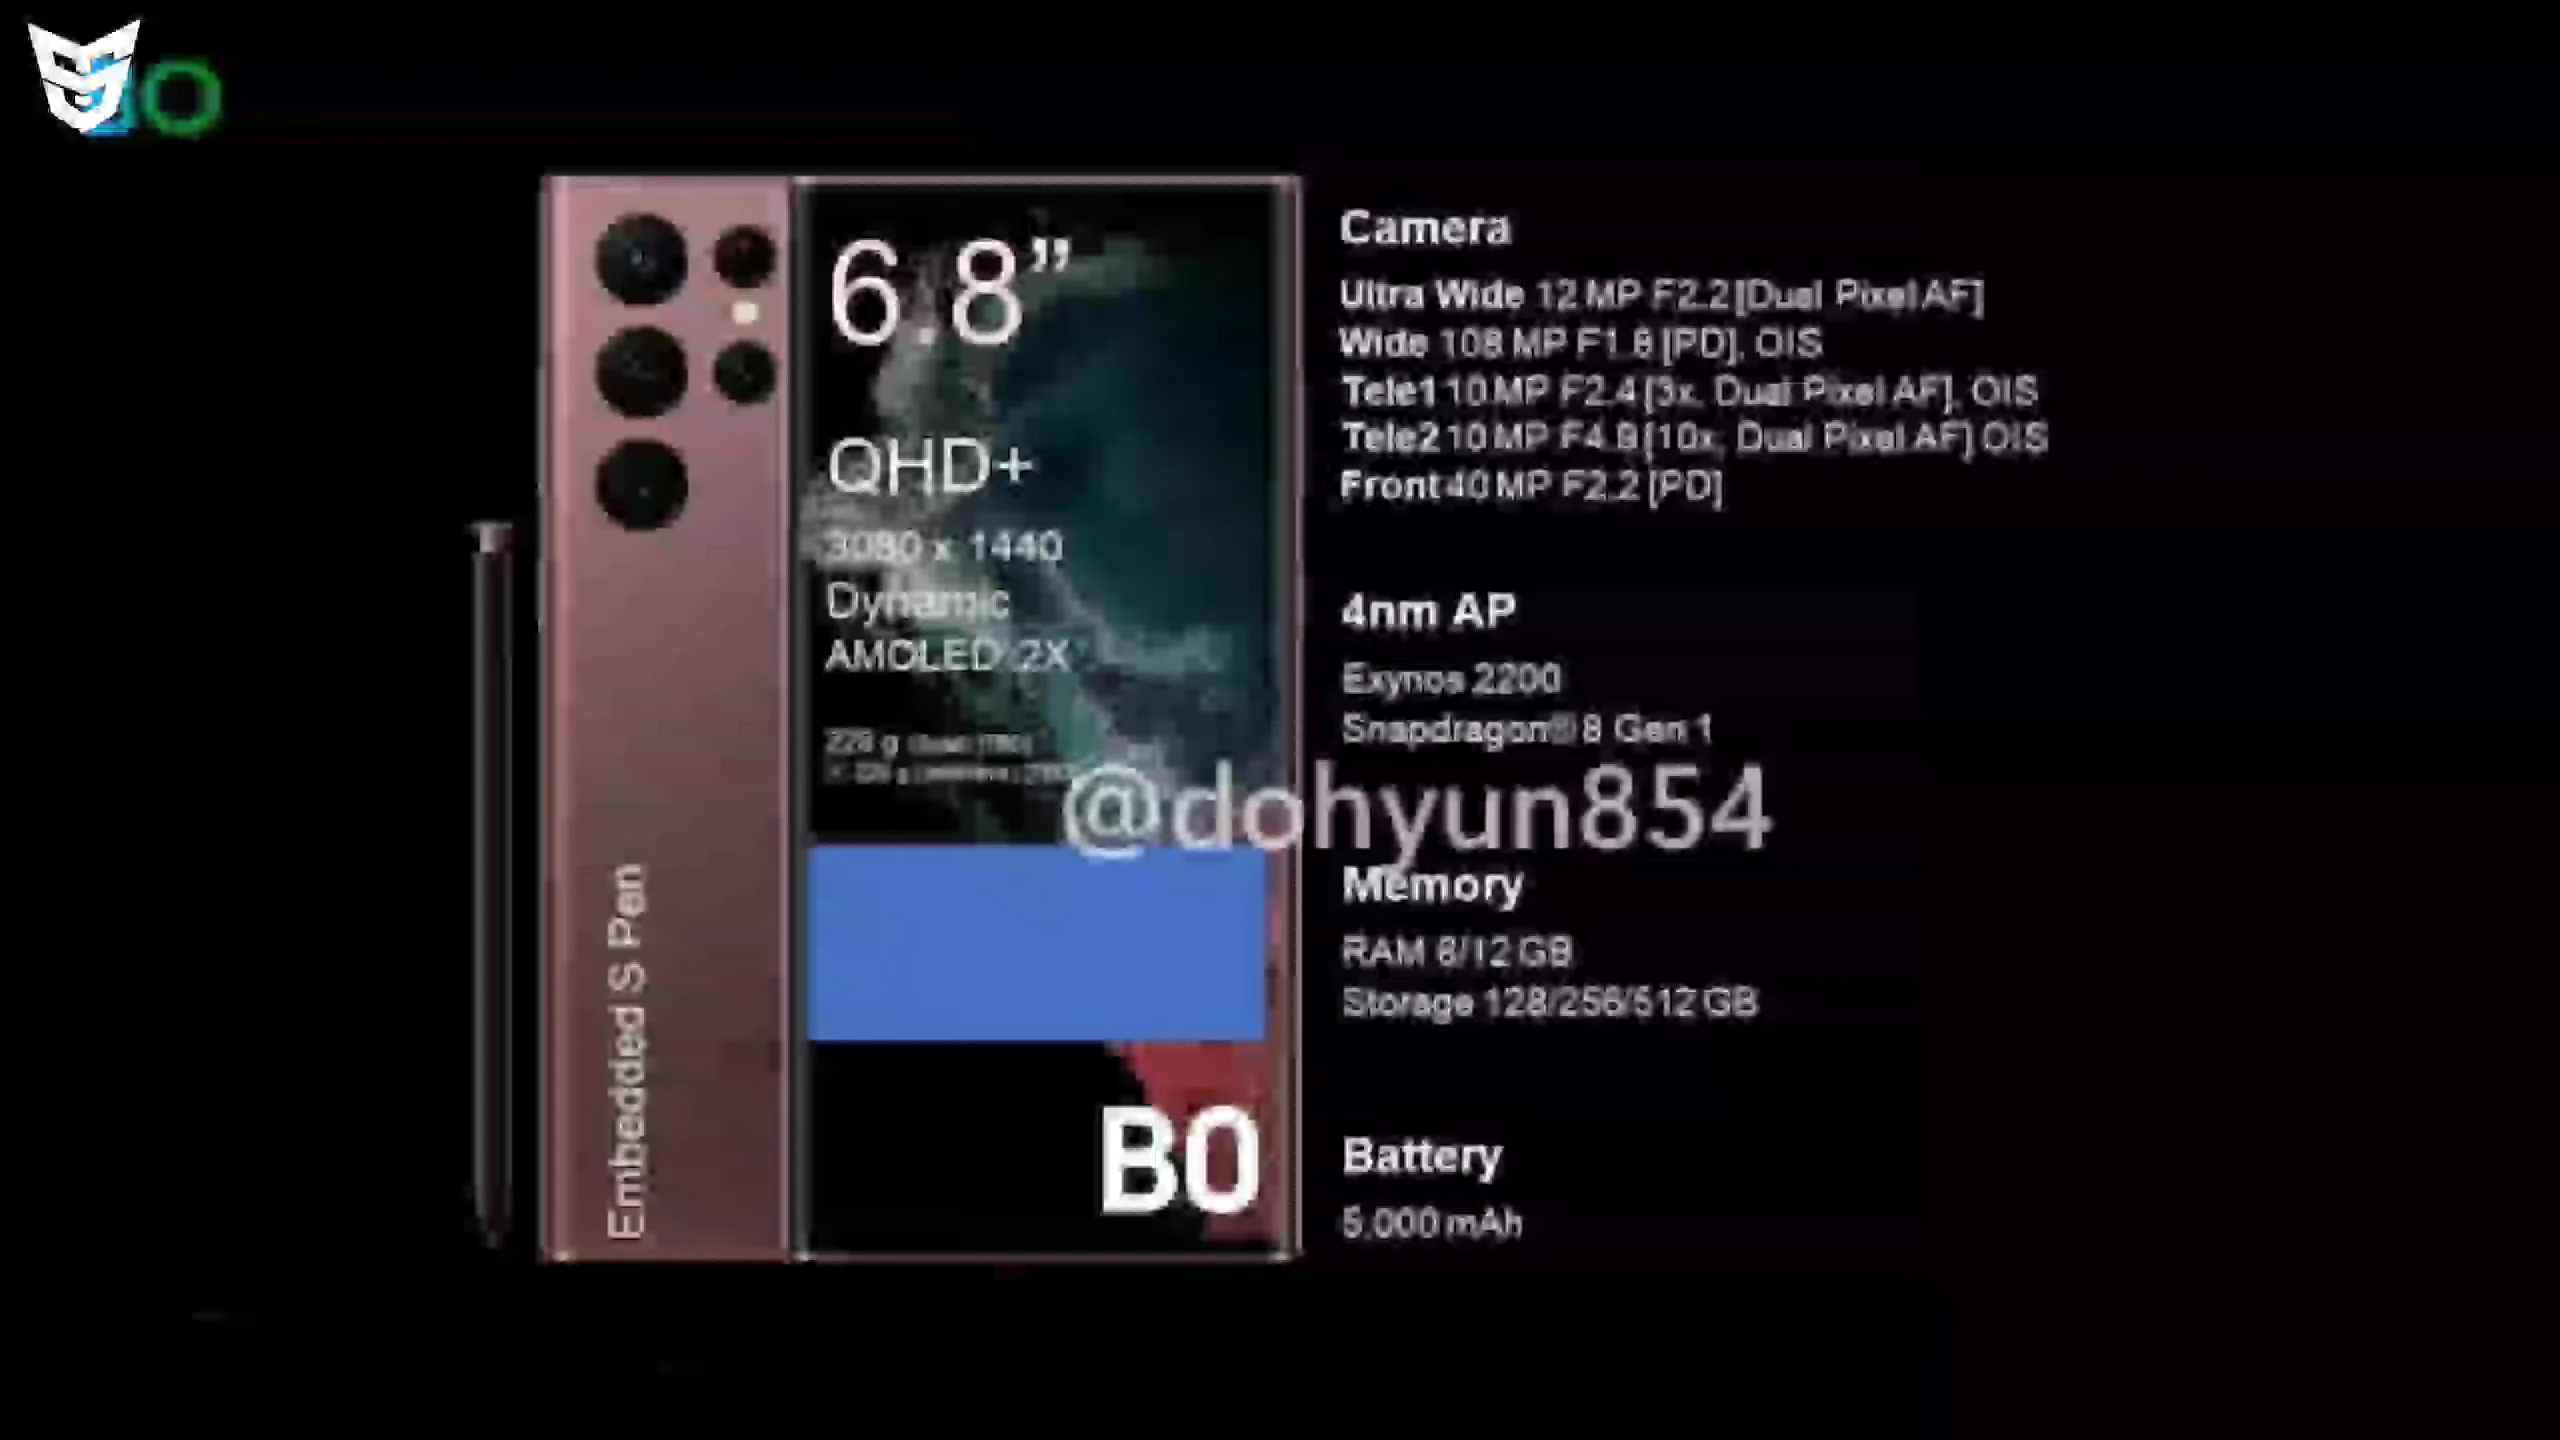 6.8”
QHD+
3080 x 1440
Dynamic
AMOLED 2X
Embedded S Pen
B0
Camera
Ultra Wide 12 MP F2.2 [Dual Pixel AF]
Wide 108 MP F1.8 [PD], OIS
Tele1 10 MP F2.4 [3x, Dual Pixel AF], OIS
Tele2 10 MP F4.9 [10x, Dual Pixel AF] OIS
Front 40 MP F2.2 [PD]
4nm AP
Exynos 2200
Snapdragon® 8 Gen 1
@dohyun854
Memory
RAM 8/12 GB
Storage 128/256/512 GB
Battery
5,000 mAh